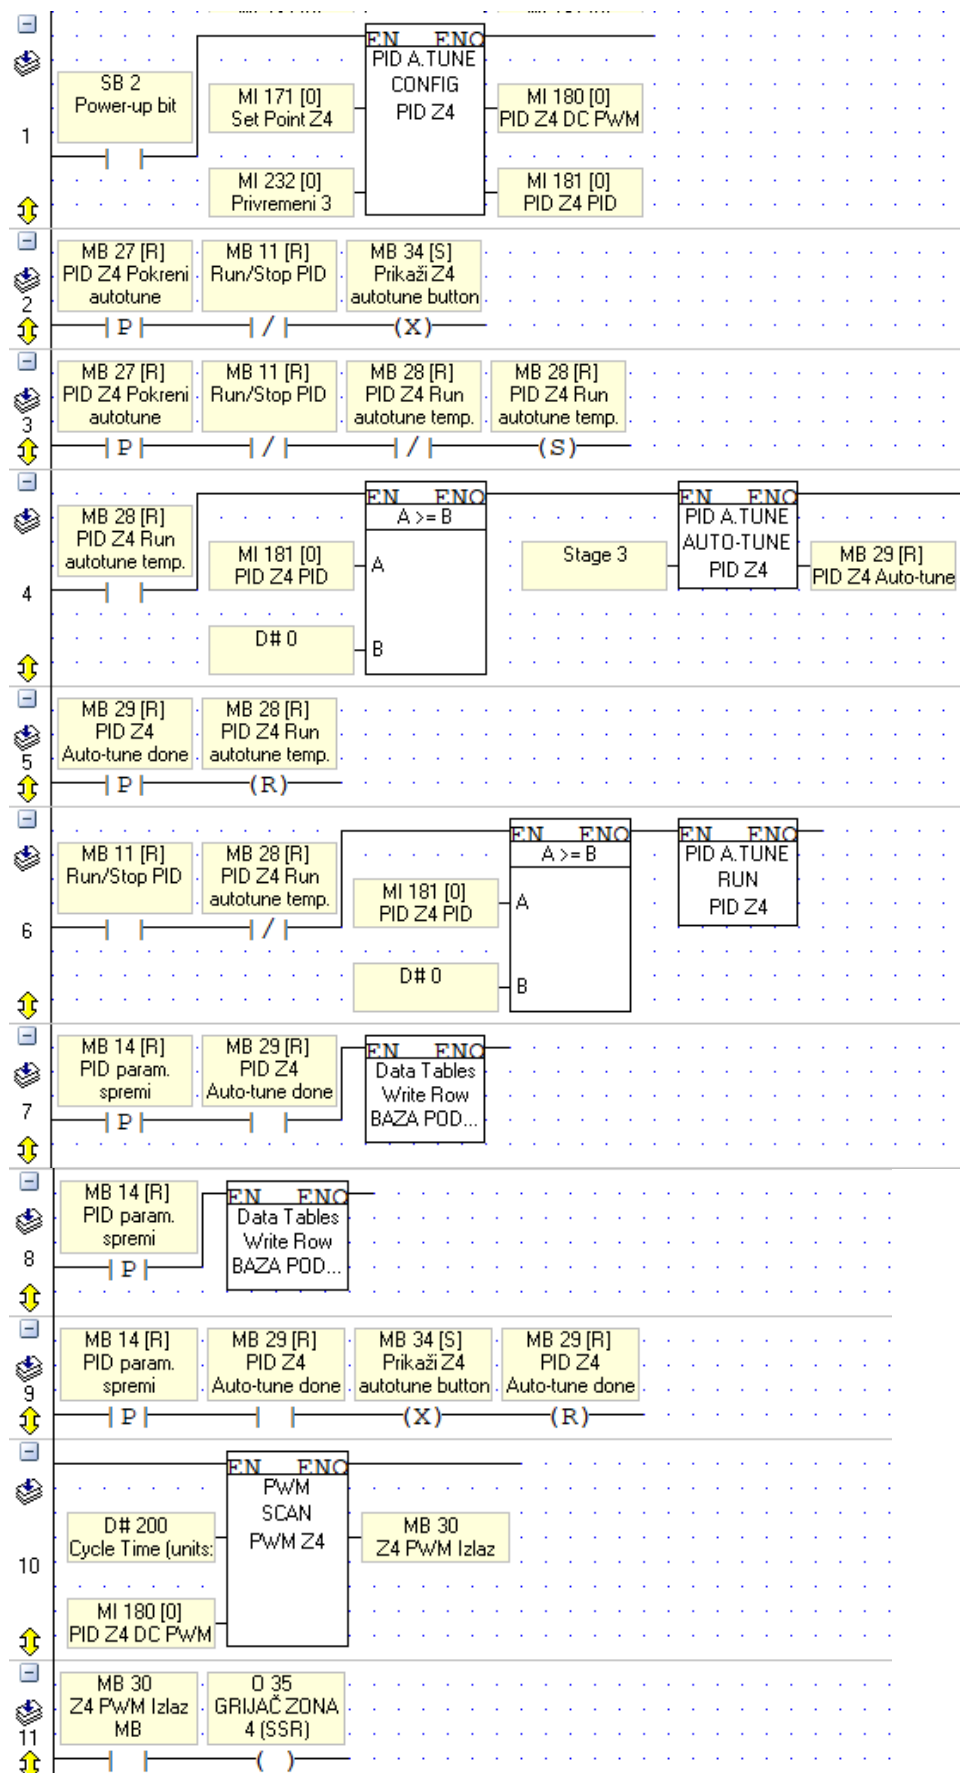 EN ENO
PID A.TUNE
CONFIG
PID Z4
SB 2
Power-up bit
MI 171 [0]
Set Point Z4
MI 180 [0]
PID Z4 DC PWM
MI 232 [0]
Privremeni 3
MI 181 [0]
PID Z4 PID
1
MB 27 [R]
PID Z4 Pokreni
autotune
MB 11 [R]
Run/Stop PID
MB 34 [S]
Prikaži Z4
autotune button
2
P
/
(X)
MB 27 [R]
PID Z4 Pokreni
autotune
MB 11 [R]
Run/Stop PID
MB 28 [R]
PID Z4 Run
autotune temp.
MB 28 [R]
PID Z4 Run
autotune temp.
3
P
/
/
(S)
MB 28 [R]
PID Z4 Run
autotune temp.
EN ENO
A >= B
MI 181 [0]
PID Z4 PID
A
D# 0
B
Stage 3
EN ENO
PID A.TUNE
AUTO-TUNE
PID Z4
MB 29 [R]
PID Z4 Auto-tune
4
MB 29 [R]
PID Z4
Auto-tune done
MB 28 [R]
PID Z4 Run
autotune temp.
5
P
(R)
MB 11 [R]
Run/Stop PID
MB 28 [R]
PID Z4 Run
autotune temp.
/
EN ENO
A >= B
MI 181 [0]
PID Z4 PID
A
D# 0
B
EN ENO
PID A.TUNE
RUN
PID Z4
6
MB 14 [R]
PID param.
spremi
MB 29 [R]
PID Z4
Auto-tune done
EN ENO
Data Tables
Write Row
BAZA POD...
7
P
MB 14 [R]
PID param.
spremi
EN ENO
Data Tables
Write Row
BAZA POD...
8
P
MB 14 [R]
PID param.
spremi
MB 29 [R]
PID Z4
Auto-tune done
MB 34 [S]
Prikaži Z4
autotune button
MB 29 [R]
PID Z4
Auto-tune done
9
P
(X)
(R)
EN ENO
PWM
SCAN
PWM Z4
D# 200
Cycle Time (units:
MB 30
Z4 PWM Izlaz
MI 180 [0]
PID Z4 DC PWM
10
MB 30
Z4 PWM Izlaz
MB
O 35
GRIJAČ ZONA
4 (SSR)
11
( )